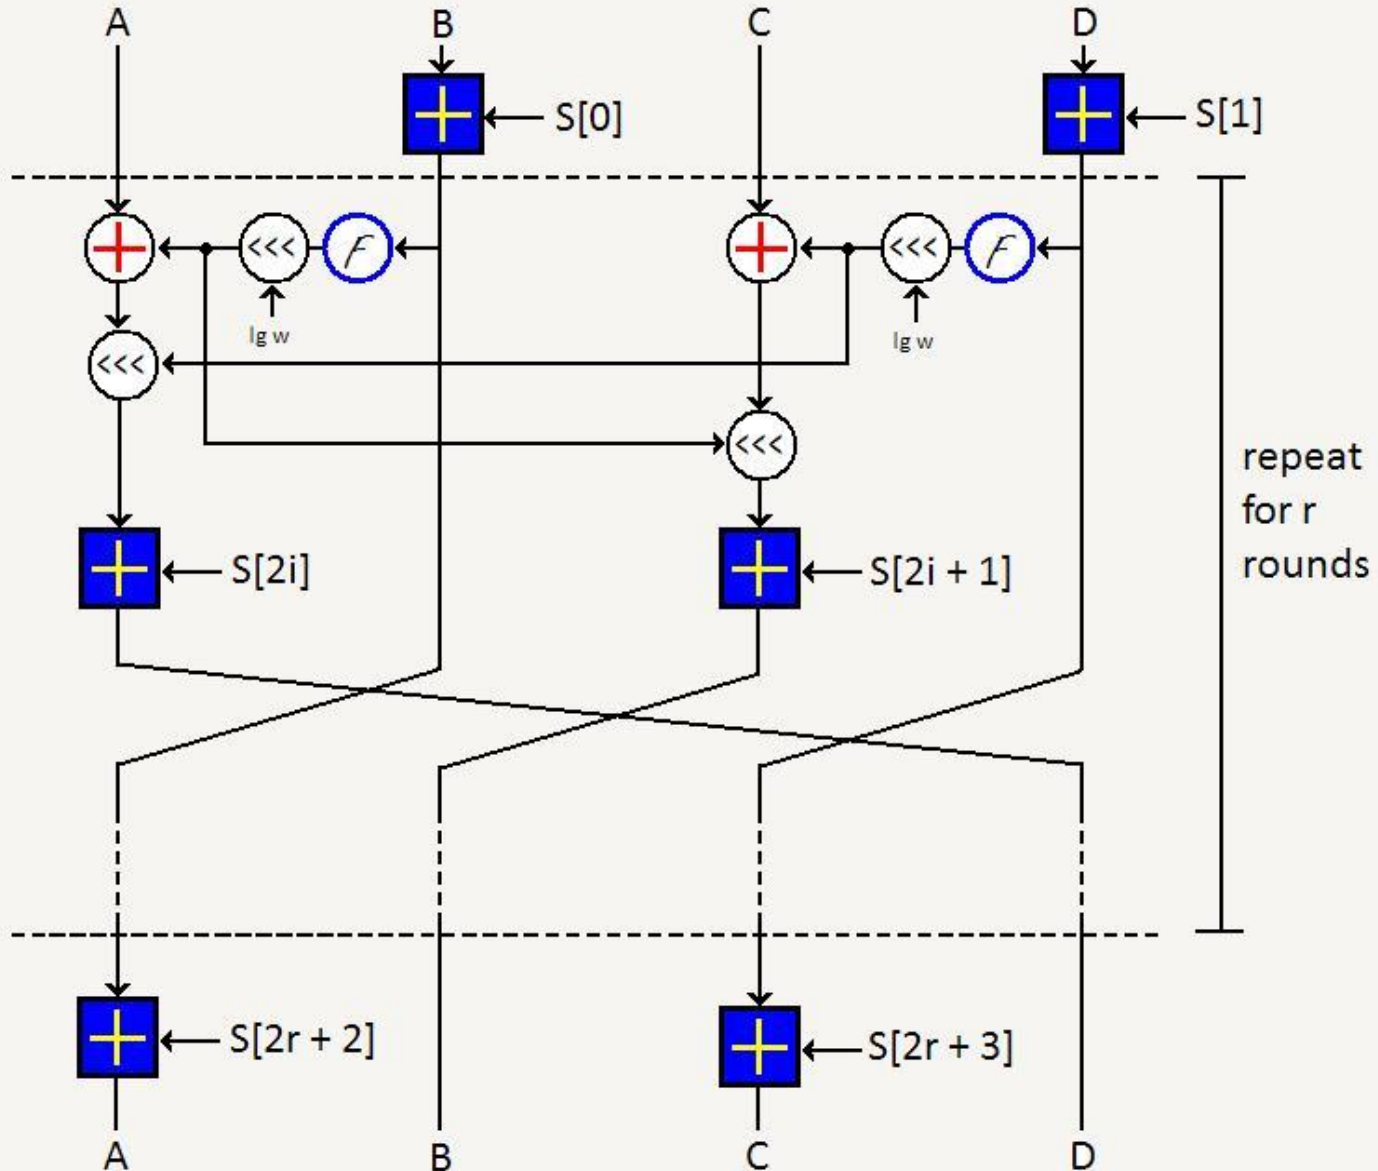 A B C D
S[0] S[1]
<<< f <<< f
lg w lg w
<<<
<<<
repeat
for r
rounds
S[2i] S[2i + 1]
S[2r + 2] S[2r + 3]
A B C D